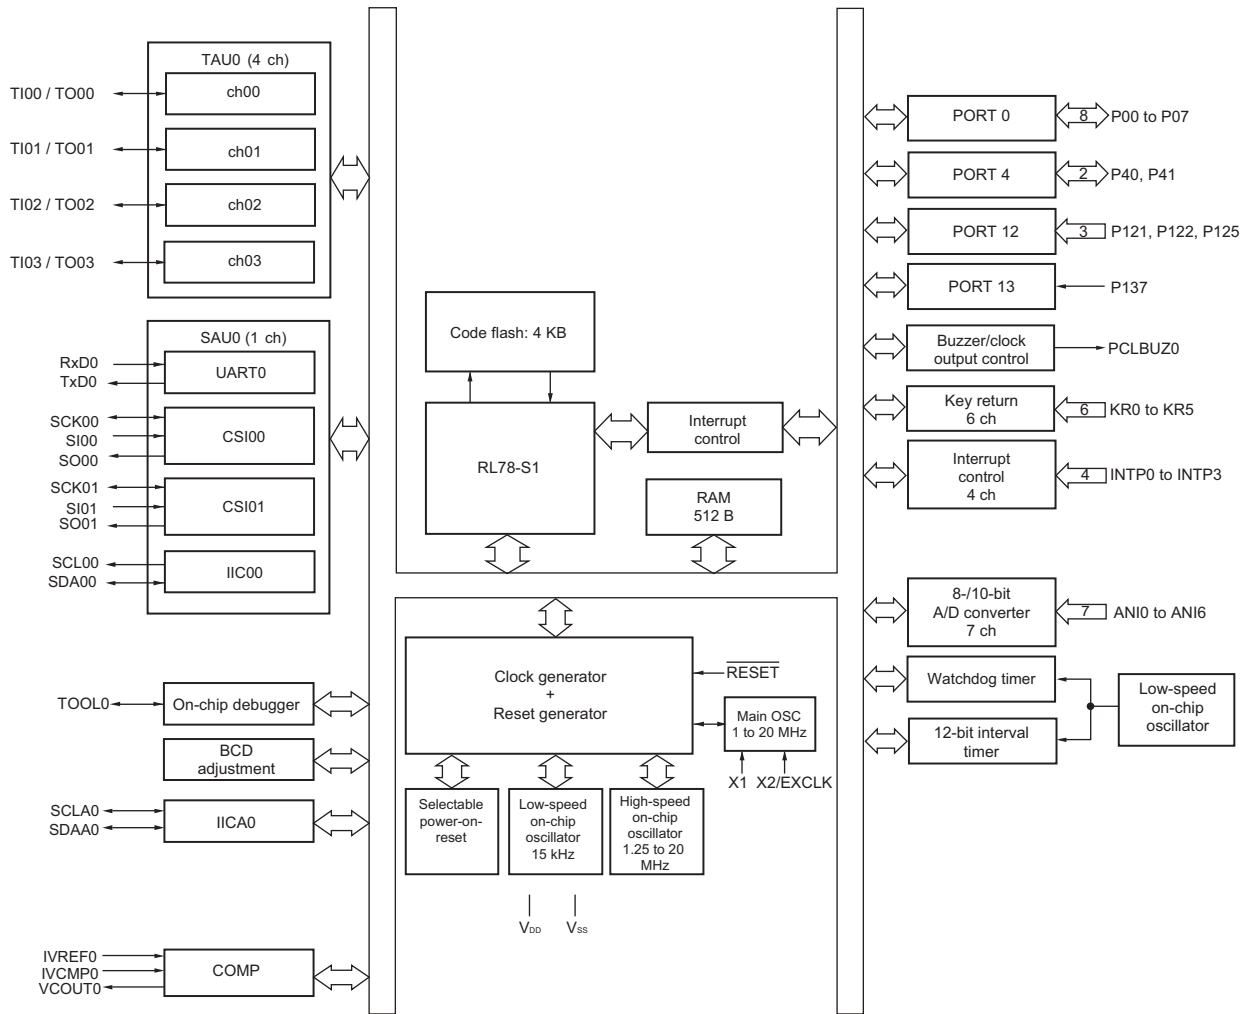 TAU0 (4 ch)
TI00 / TO00
ch00
TI01 / TO01
ch01
TI02 / TO02
ch02
TI03 / TO03
ch03
SAU0 (1 ch)
RxD0
TxD0
UART0
SCK00
SI00
SO00
CSI00
SCK01
SI01
SO01
CSI01
SCL00
SDA00
IIC00
TOOL0
On-chip debugger
BCD
adjustment
SCLA0
SDAA0
IICA0
IVREF0
IVCMP0
VCOUT0
COMP
Code flash: 4 KB
RL78-S1
Interrupt
control
RAM
512 B
Clock generator
+
Reset generator
RESET
Main OSC
1 to 20 MHz
X1
X2/EXCLK
Selectable
power-on-
reset
Low-speed
on-chip
oscillator
15 kHz
High-speed
on-chip
oscillator
1.25 to 20
MHz
VDD
VSS
PORT 0
8
P00 to P07
PORT 4
2
P40, P41
PORT 12
3
P121, P122, P125
PORT 13
P137
Buzzer/clock
output control
PCLBUZ0
Key return
6 ch
6
KR0 to KR5
Interrupt
control
4 ch
4
INTP0 to INTP3
8-/10-bit
A/D converter
7 ch
7
ANI0 to ANI6
Watchdog timer
12-bit interval
timer
Low-speed
on-chip
oscillator